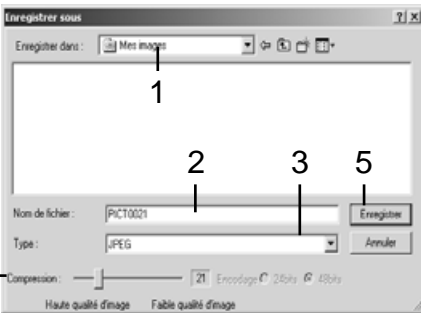 Enregistrer sous
Enregistrer dans : Mes images
1
2 3 5
Nom de fichier : PICT0021 Enregistrer
Type : JPEG Annuler
Compression : 21 Encodage 24bits 48bits
Haute qualité d'image Faible qualité d'image